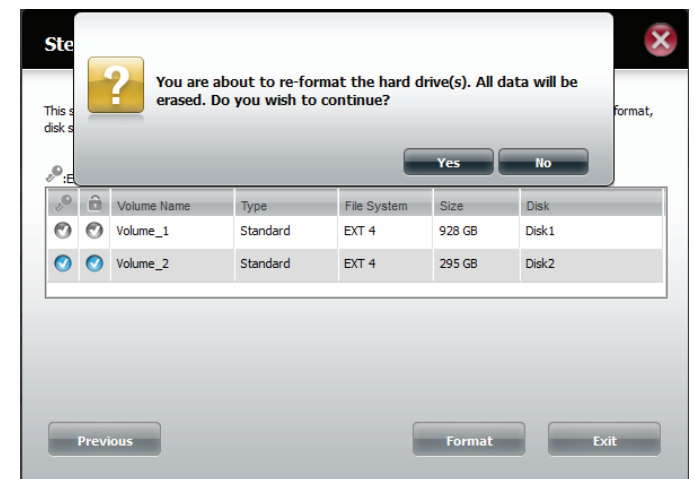 Ste
You are about to re-format the hard drive(s). All data will be
erased. Do you wish to continue?
This s
format,
disk s
Yes No
:E
Volume Name Type File System Size Disk
Volume_1 Standard EXT 4 928 GB Disk1
Volume_2 Standard EXT 4 295 GB Disk2
Previous Format Exit